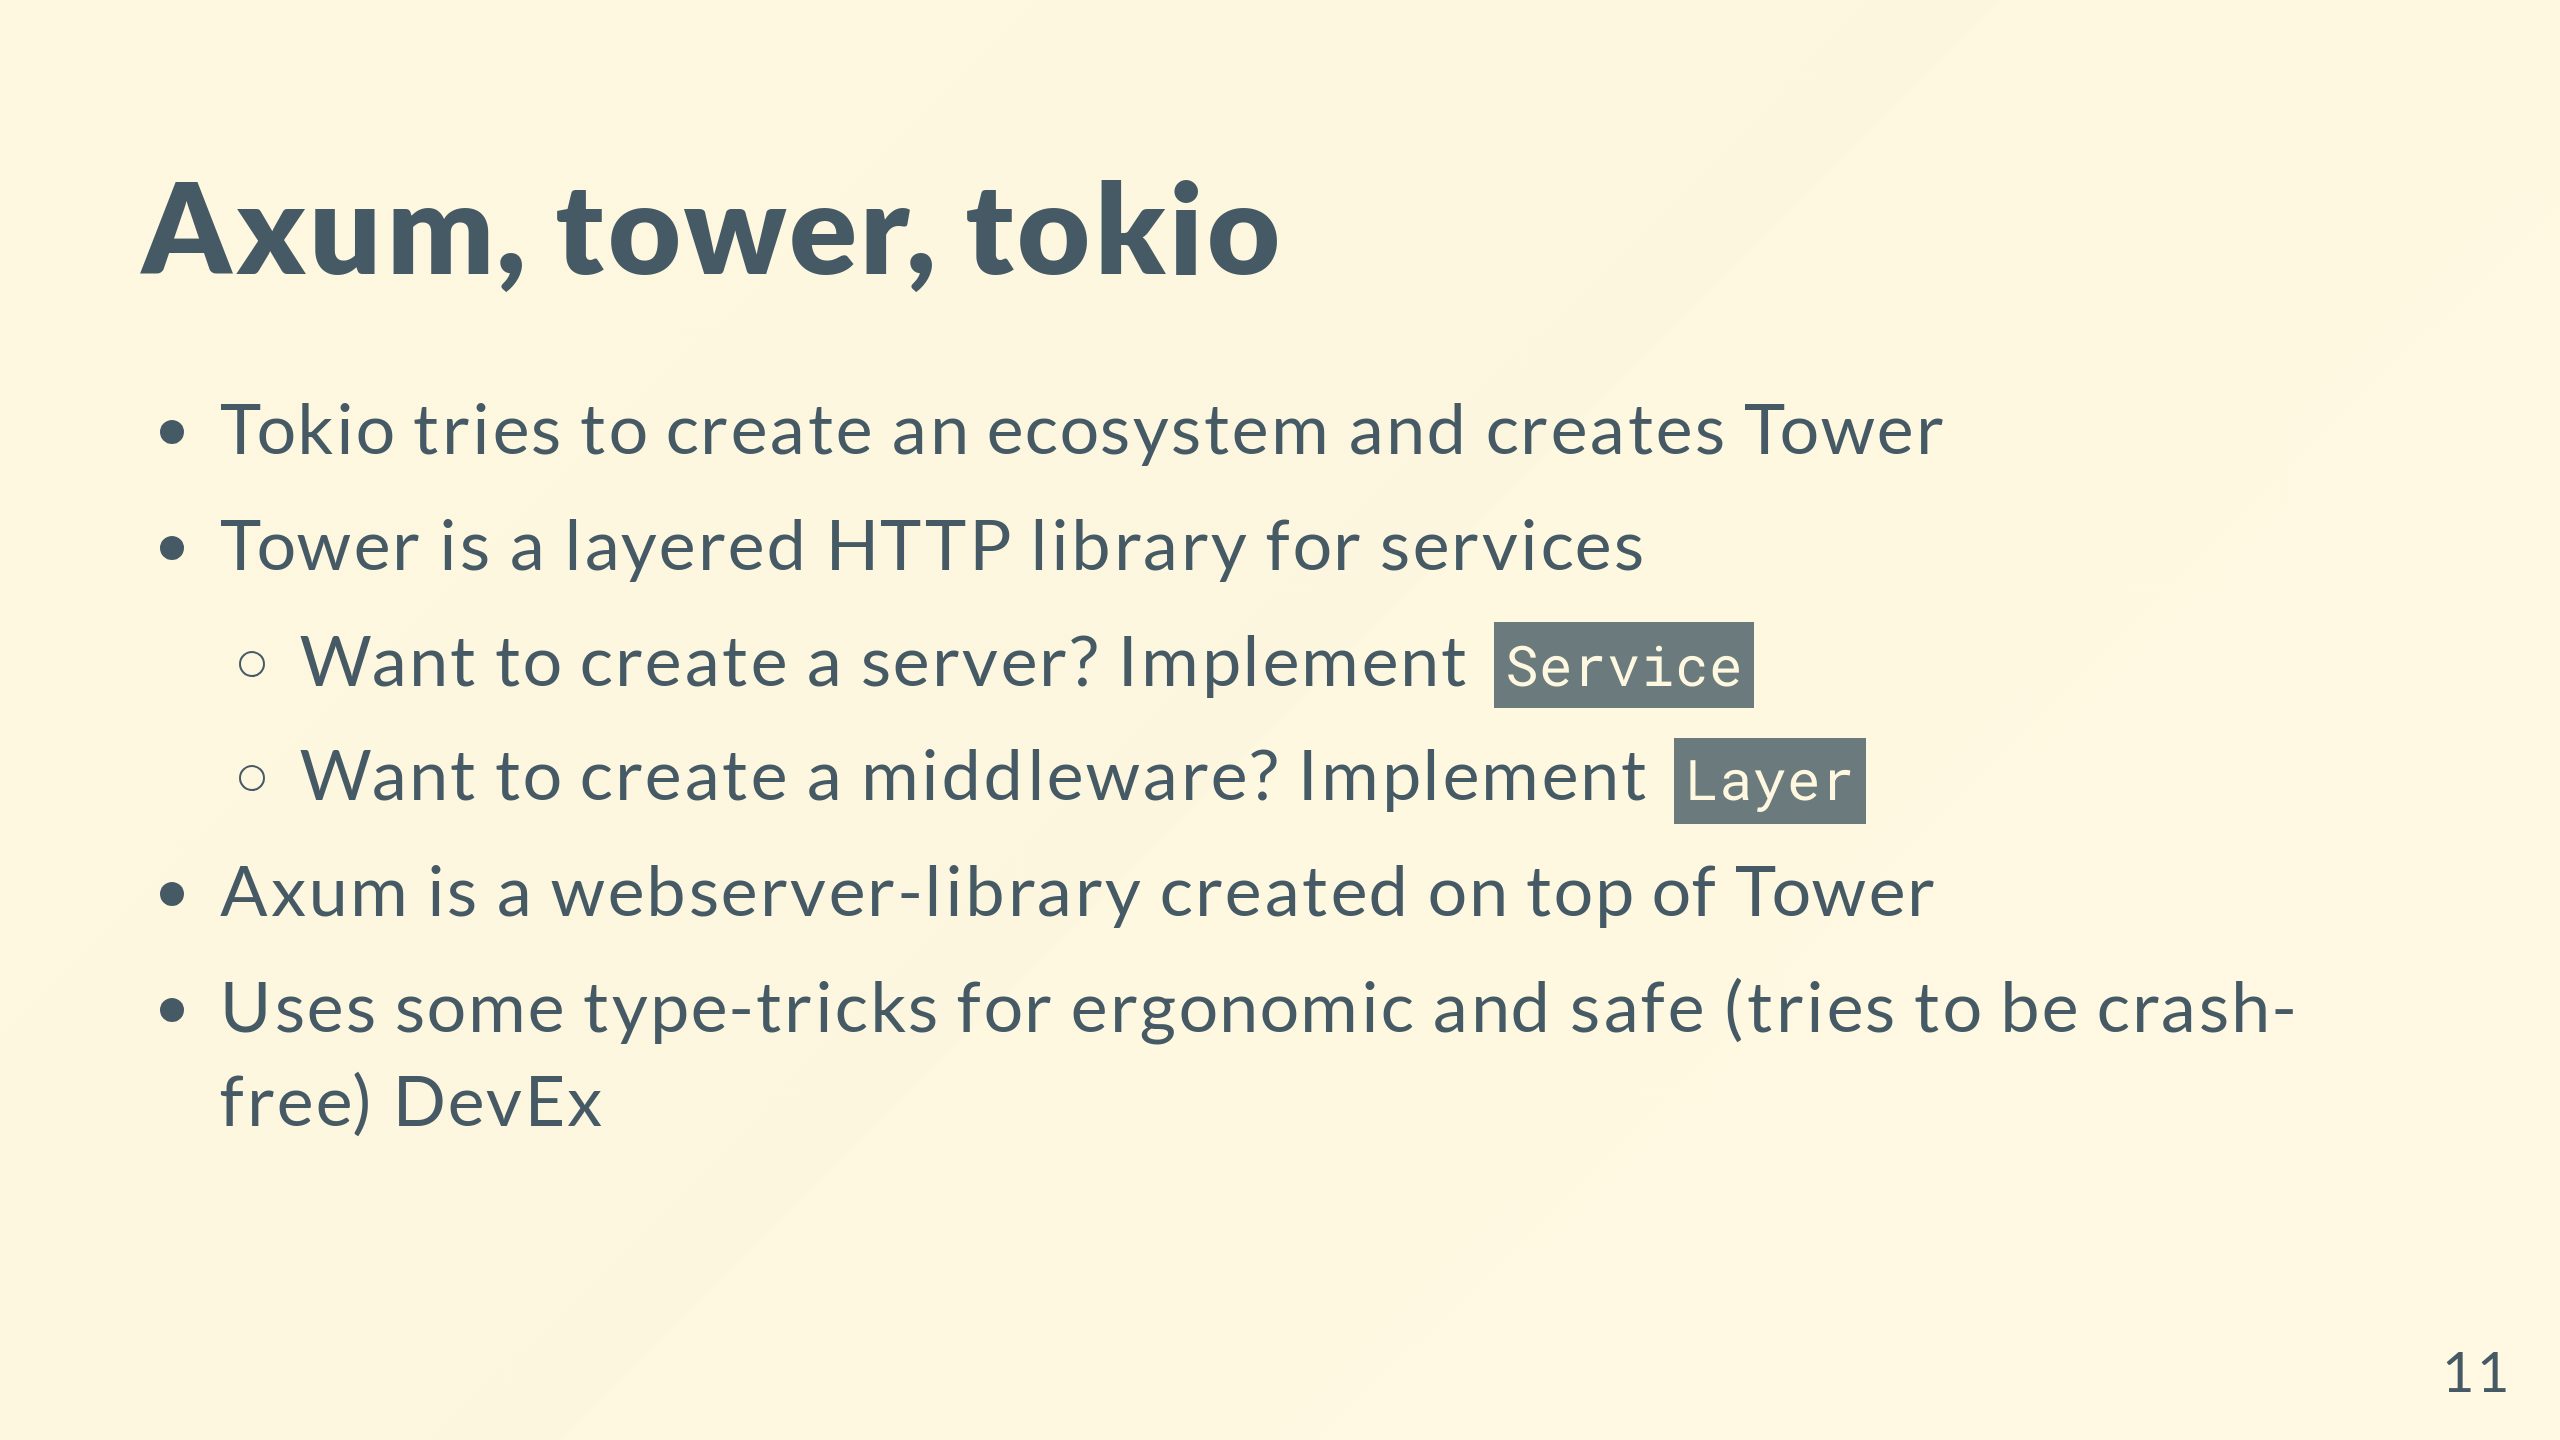 Axum, tower, tokio
Tokio tries to create an ecosystem and creates Tower
Tower is a layered HTTP library for services
Want to create a server? Implement Service
Want to create a middleware? Implement Layer
Axum is a webserver-library created on top of Tower
Uses some type-tricks for ergonomic and safe (tries to be crash-
free) DevEx
11